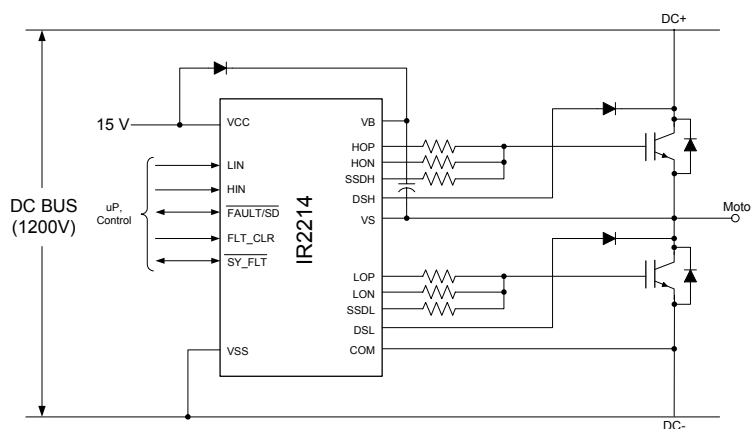 DC+
15 V
VCC
VB
LIN
HOP
HIN
HON
SSDH
DC BUS
(1200V)
uP,
Control
FAULT/SD
DSH
IR2214
FLT_CLR
VS
Moto
SY_FLT
LOP
LON
SSDL
DSL
VSS
COM
DC-